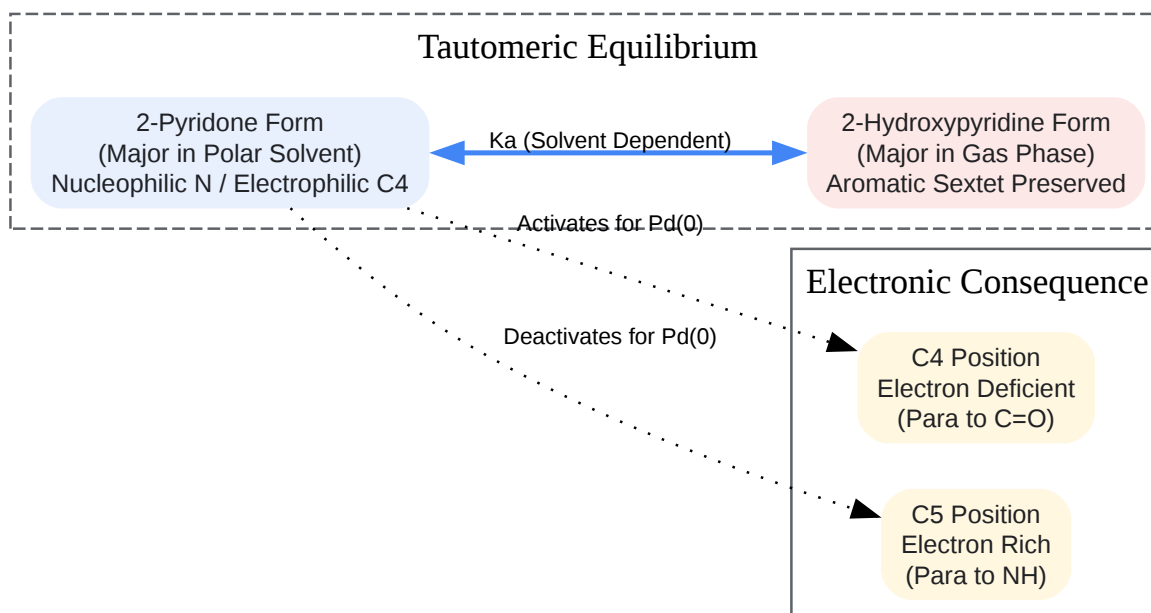 Tautomeric Equilibrium
2-Pyridone Form
(Major in Polar Solvent)
Nucleophilic N / Electrophilic C4
Ka (Solvent Dependent)
2-Hydroxypyridine Form
(Major in Gas Phase)
Aromatic Sextet Preserved
Activates for Pd(0)
Deactivates for Pd(0)
Electronic Consequence
C4 Position
Electron Deficient
(Para to C=O)
C5 Position
Electron Rich
(Para to NH)